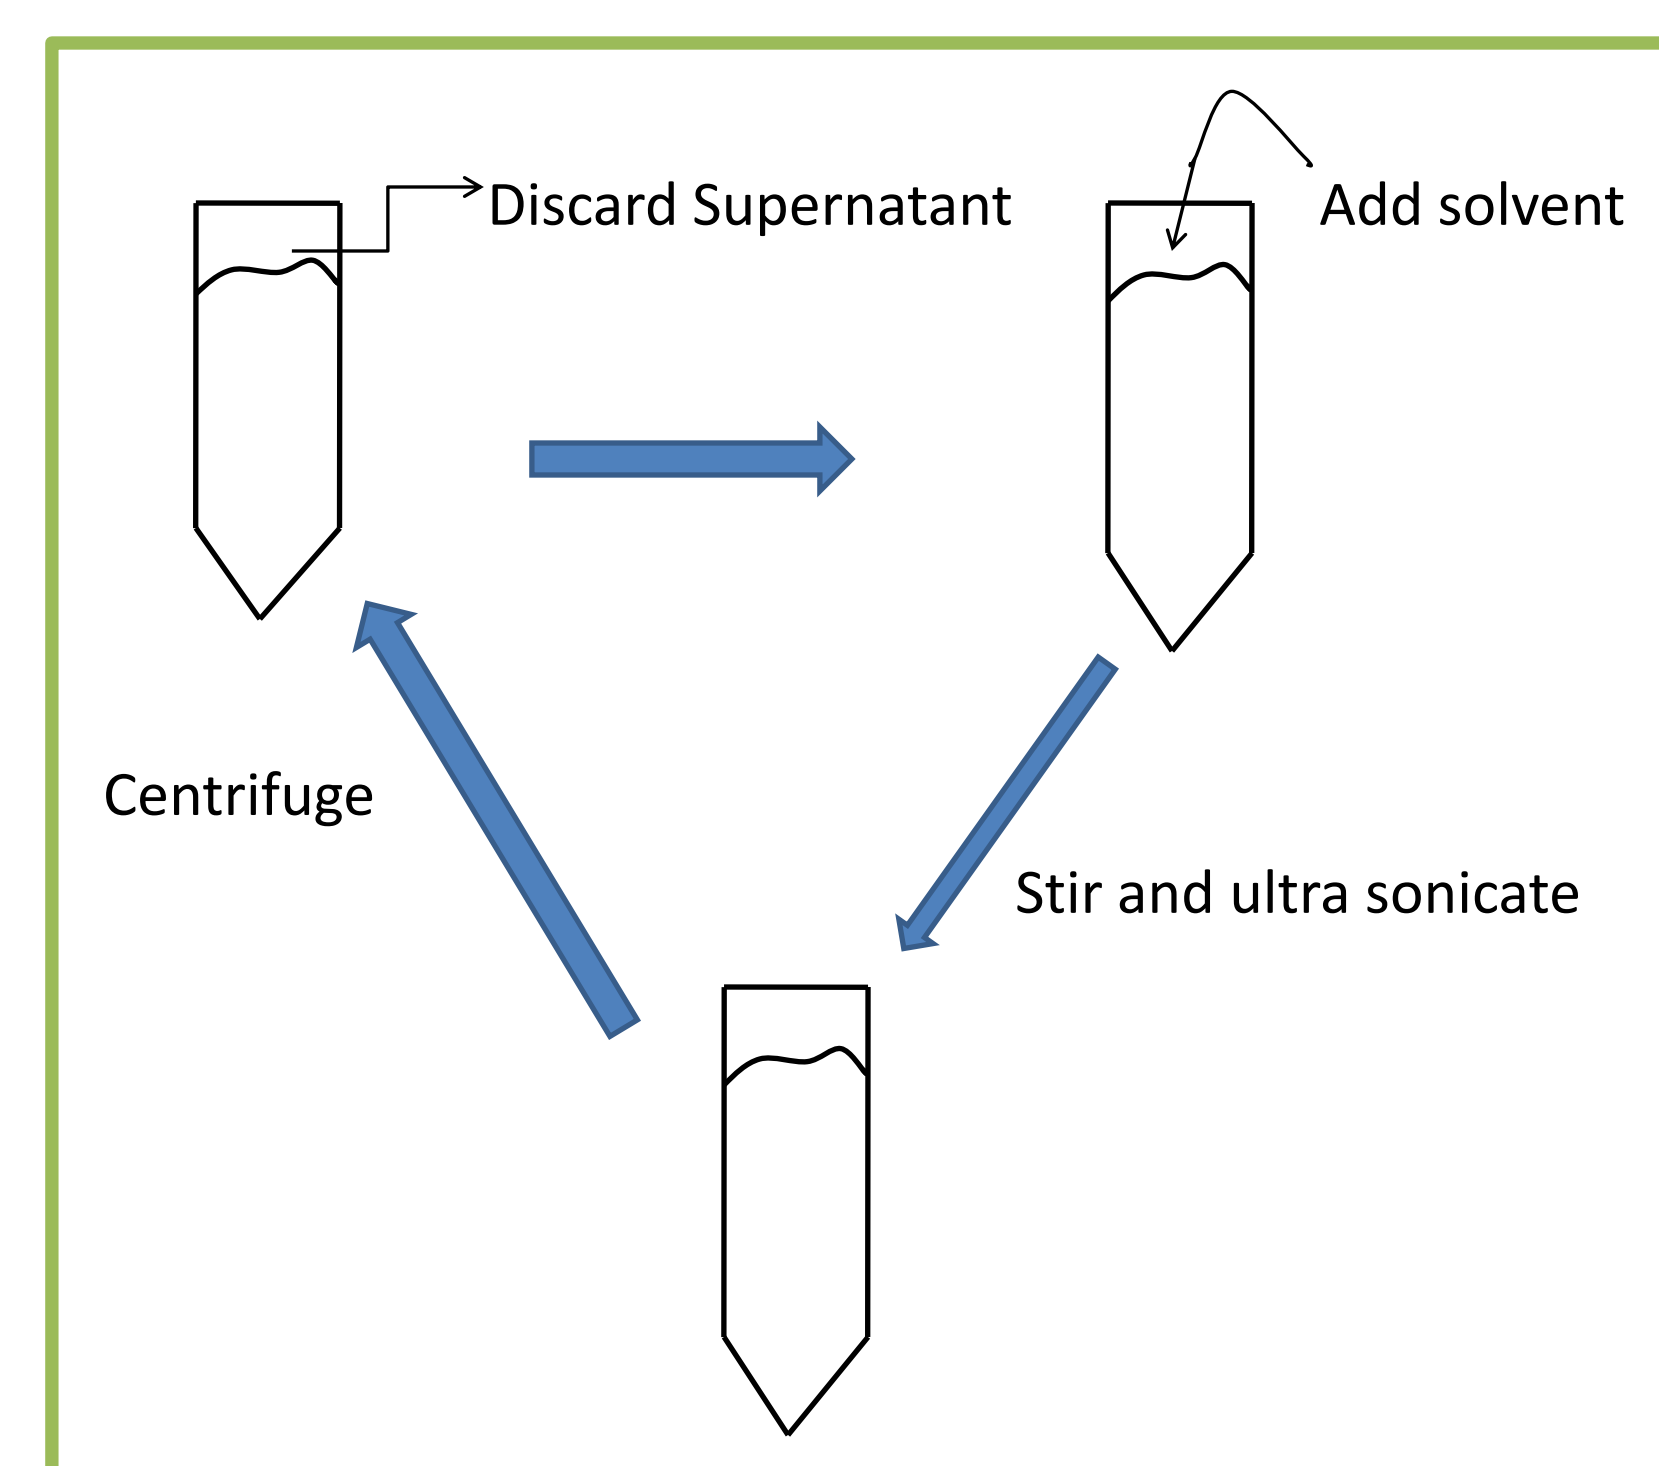 Discard Supernatant
Add solvent
Centrifuge
Stir and ultra sonicate